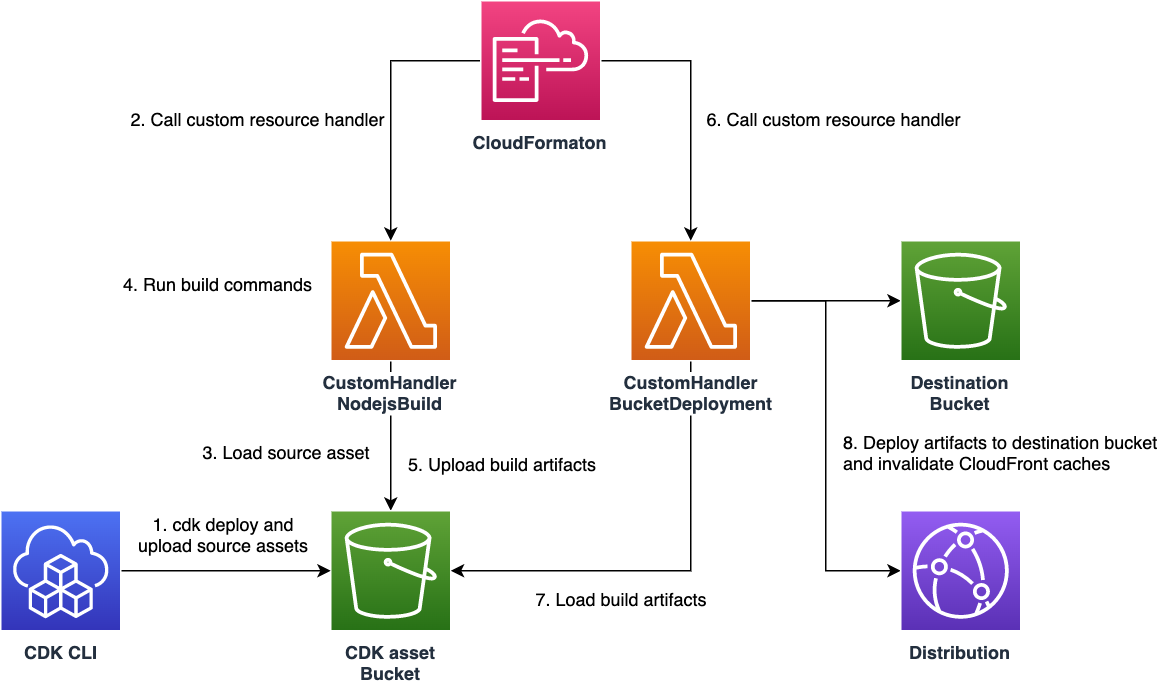 2. Call custom resource handler
6. Call custom resource handler
CloudFormaton
4. Run build commands
CustomHandler
NodejsBuild
CustomHandler
BucketDeployment
Destination
Bucket
3. Load source asset
5. Upload build artifacts
8. Deploy artifacts to destination bucket
and invalidate CloudFront caches
1. cdk deploy and
upload source assets
7. Load build artifacts
CDK CLI
CDK asset
Bucket
Distribution